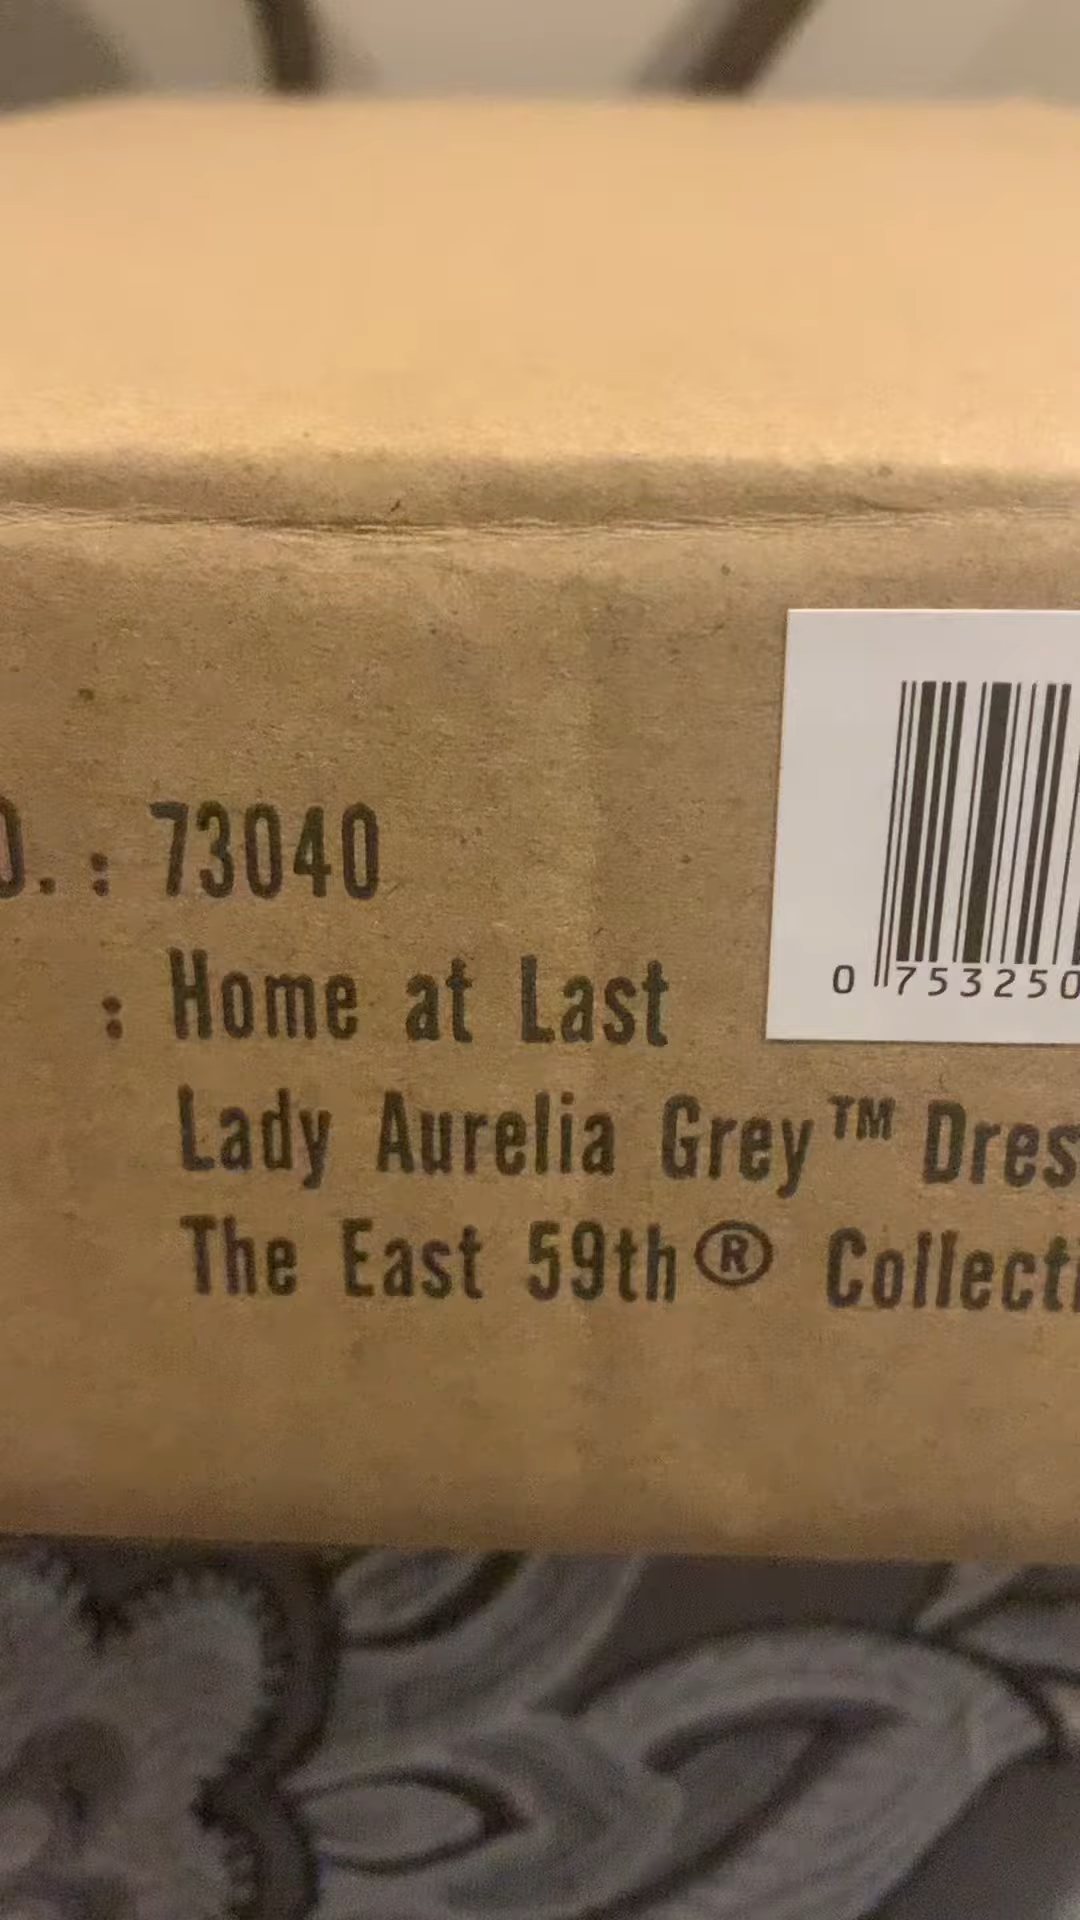 . : 73040
: Home at Last
Lady Aurelia Grey™
The East 59th®
0 753250